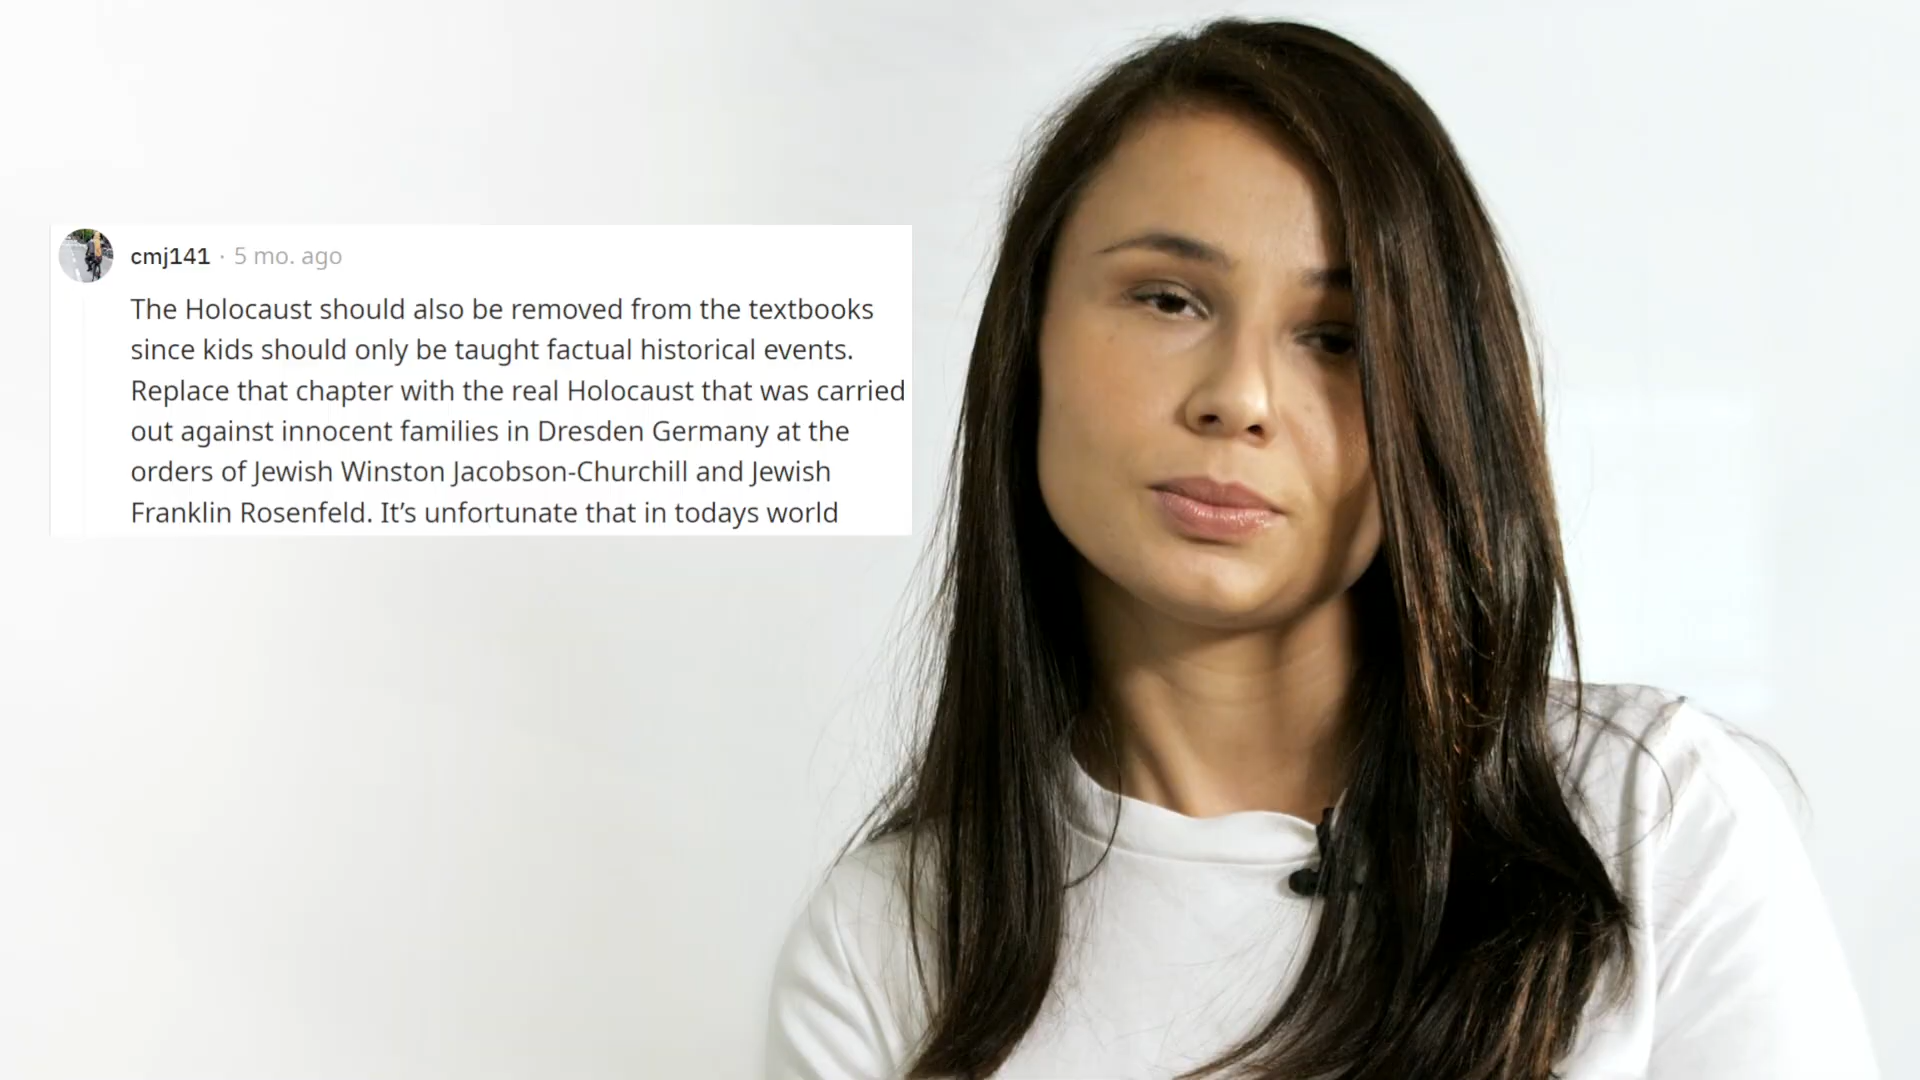 cmj141 · 5 mo. ago
The Holocaust should also be removed from the textbooks
since kids should only be taught factual historical events.
Replace that chapter with the real Holocaust that was carried
out against innocent families in Dresden Germany at the
orders of Jewish Winston Jacobson-Churchill and Jewish
Franklin Rosenfeld. It’s unfortunate that in todays world